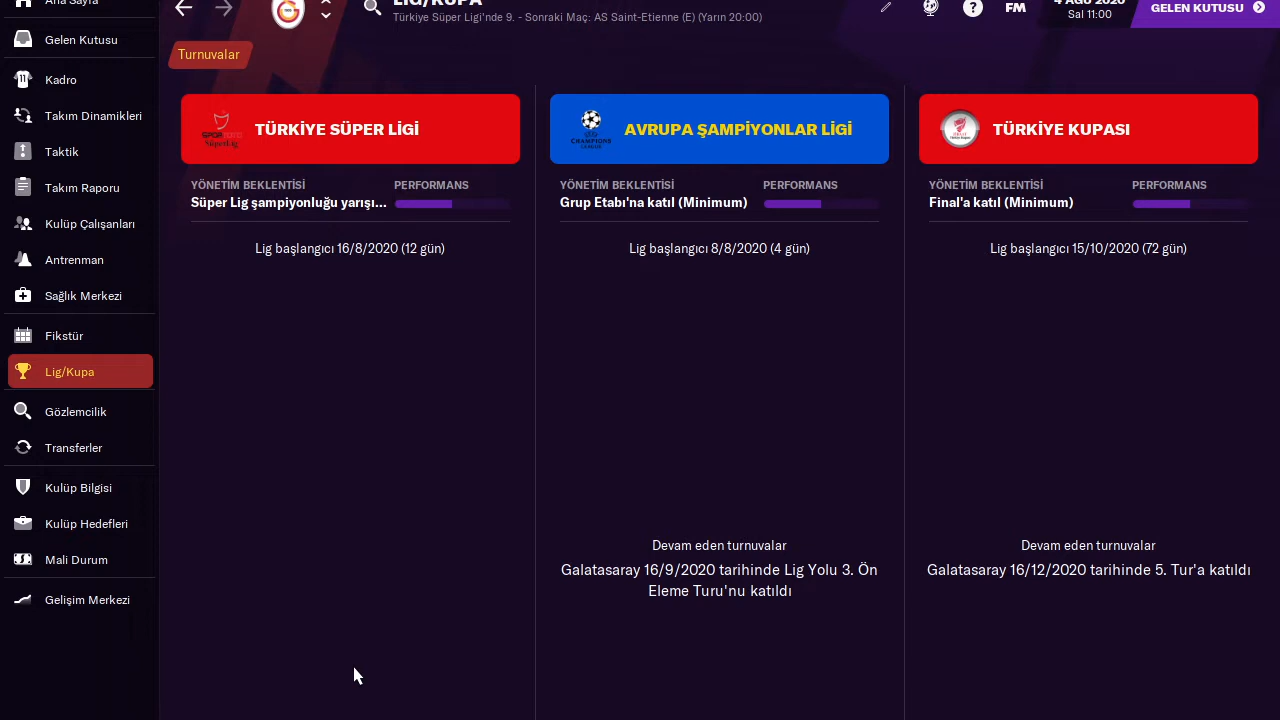 Ana Sayfa
Gelen Kutusu
Kadro
Takım Dinamikleri
Taktik
Takım Raporu
Kulüp Çalışanları
Antrenman
Sağlık Merkezi
Fikstür
Lig/Kupa
Gözlemcilik
Transferler
Kulüp Bilgisi
Kulüp Hedefleri
Mali Durum
Gelişim Merkezi
LİG/KUPA
Türkiye Süper Ligi'nde 9. - Sonraki Maç: AS Saint-Etienne (E) (Yarın 20:00)
?
FM
4 AĞU 2020
Sal 11:00
GELEN KUTUSU
Turnuvalar
TÜRKİYE SÜPER LİGİ
YÖNETİM BEKLENTİSİ
PERFORMANS
Süper Lig şampiyonluğu yarışı...
Lig başlangıcı 16/8/2020 (12 gün)
CHAMPIONS
LEAGUE
AVRUPA ŞAMPİYONLAR LİGİ
YÖNETİM BEKLENTİSİ
PERFORMANS
Grup Etabı'na katıl (Minimum)
Lig başlangıcı 8/8/2020 (4 gün)
Devam eden turnuvalar
Galatasaray 16/9/2020 tarihinde Lig Yolu 3. Ön
Eleme Turu'nu katıldı
TÜRKİYE KUPASI
YÖNETİM BEKLENTİSİ
PERFORMANS
Final'a katıl (Minimum)
Lig başlangıcı 15/10/2020 (72 gün)
Devam eden turnuvalar
Galatasaray 16/12/2020 tarihinde 5. Tur'a katıldı